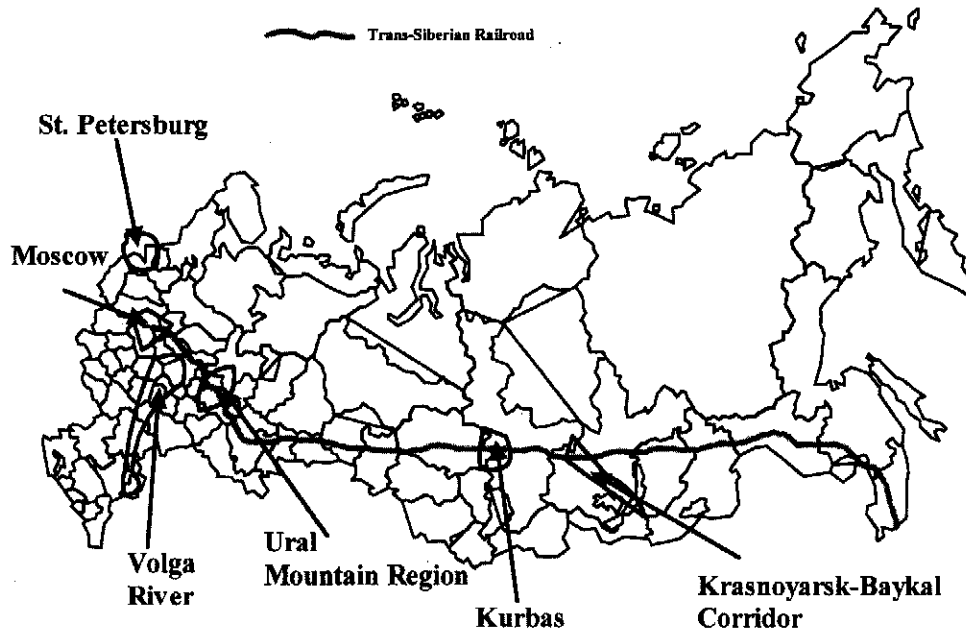 Trans-Siberian Railroad
St. Petersburg
Moscow
Volga
River
Ural
Mountain Region
Kurbas
Krasnoyarsk-Baykal
Corridor